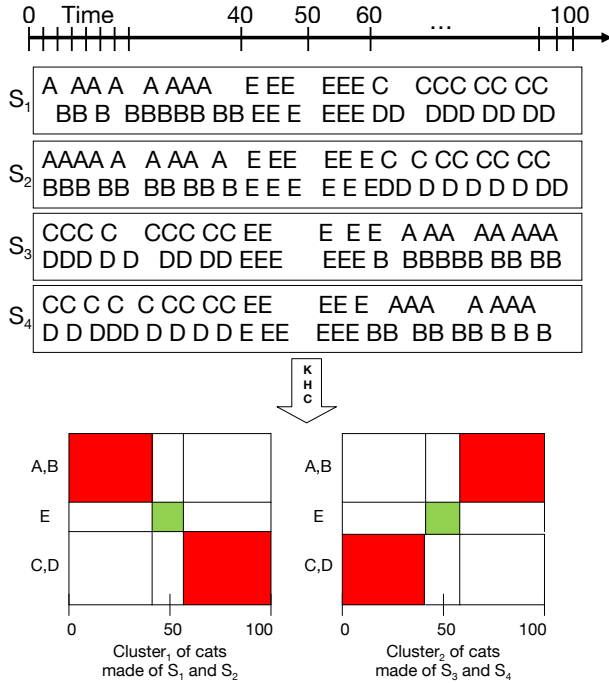 0 Time 40 50 60 ... 100
S1
A AA A A AAA E EE EEE C CCC CC CC
BB B BBBBB BB EE E EEE DD DDD DD DD
S2
AAAA A A AA A E EE EE E C C CC CC CC
BBB BB BB BB B E E E E E EDD D D D D D DD
S3
CCC C CCC CC EE E E E A AA AA AAA
DDD D D DD DD EEE EEE B BBBBB BB BB
S4
CC C C C CC CC EE EE E AAA A AAA
D D DDD D D D D E EE EEE BB BB BB B B B
K
H
C
A,B
E
C,D
0 50 100
Cluster1 of cats
made of S1 and S2
A,B
E
C,D
0 50 100
Cluster2 of cats
made of S3 and S4